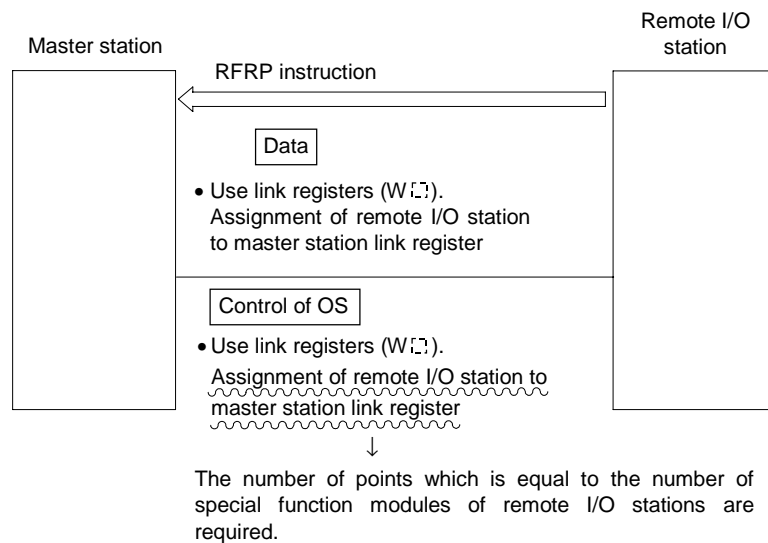 Master station
Remote I/O
station
RFRP instruction
Data
• Use link registers (W⬚).
Assignment of remote I/O station
to master station link register
Control of OS
• Use link registers (W⬚).
Assignment of remote I/O station to
master station link register
↓
The number of points which is equal to the number of
special function modules of remote I/O stations are
required.